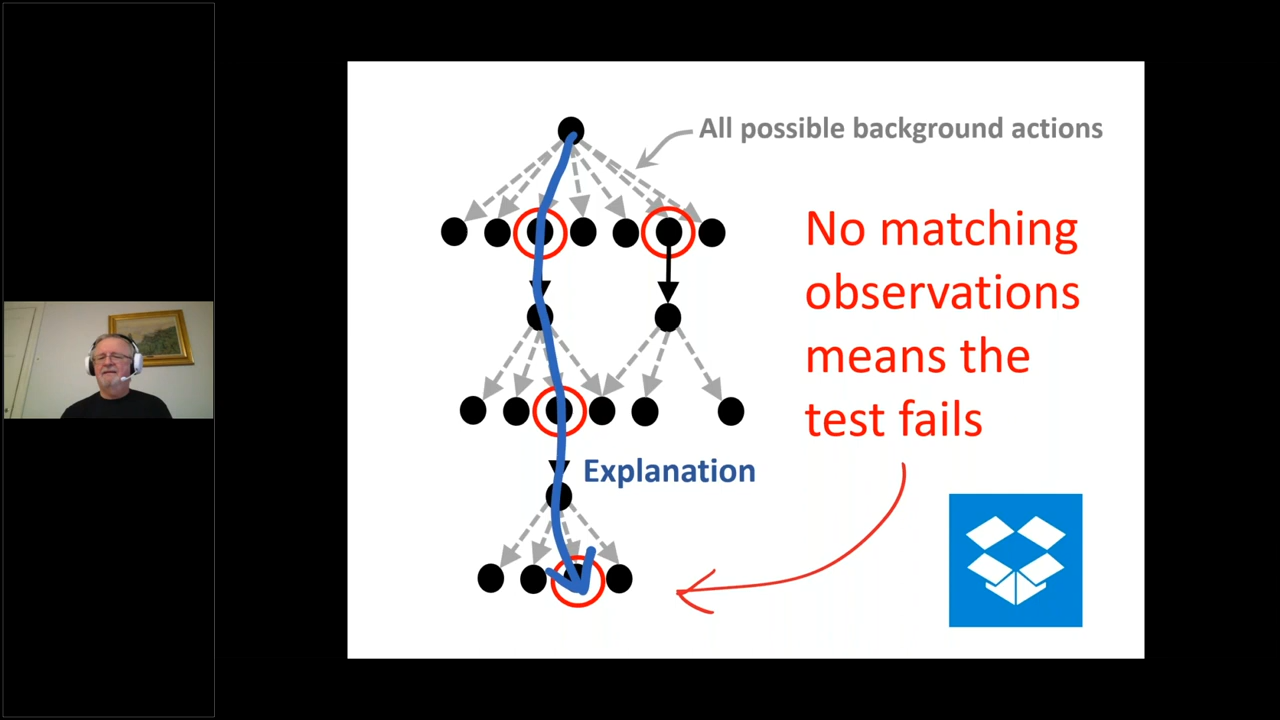 All possible background actions
No matching
observations
means the
test fails
Explanation